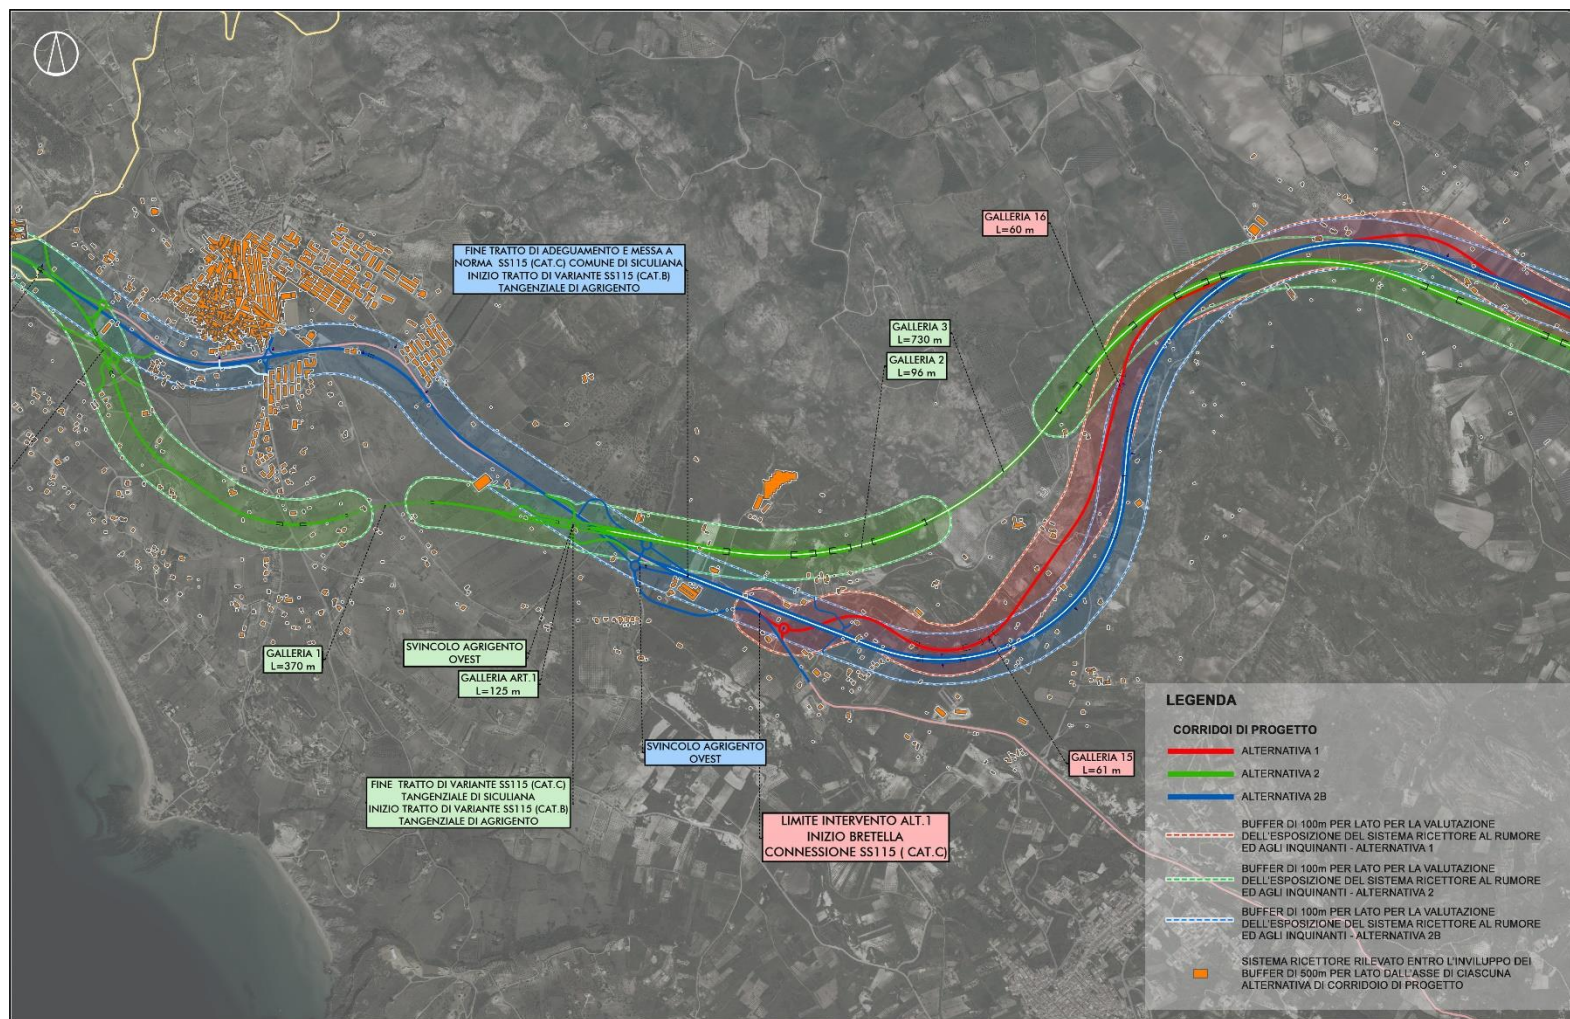 GALLERIA 16
L=60 m
FINE TRATTO DI ADEGUAMENTO E MESSA A
NORMA SS115 (CAT.C) COMUNE DI SICULIANA
INIZIO TRATTO DI VARIANTE SS115 (CAT.B)
TANGENZIALE DI AGRIGENTO
GALLERIA 3
L=730 m
GALLERIA 2
L=96 m
GALLERIA 1
L=370 m
SVINCOLO AGRIGENTO
OVEST
GALLERIA ART.1
L=125 m
SVINCOLO AGRIGENTO
OVEST
GALLERIA 15
L=61 m
FINE TRATTO DI VARIANTE SS115 (CAT.C)
TANGENZIALE DI SICULIANA
INIZIO TRATTO DI VARIANTE SS115 (CAT.B)
TANGENZIALE DI AGRIGENTO
LIMITE INTERVENTO ALT.1
INIZIO BRETELLA
CONNESSIONE SS115 ( CAT.C)
LEGENDA
CORRIDOI DI PROGETTO
ALTERNATIVA 1
ALTERNATIVA 2
ALTERNATIVA 2B
BUFFER DI 100m PER LATO PER LA VALUTAZIONE
DELL'ESPOSIZIONE DEL SISTEMA RICETTORE AL RUMORE
ED AGLI INQUINANTI - ALTERNATIVA 1
BUFFER DI 100m PER LATO PER LA VALUTAZIONE
DELL'ESPOSIZIONE DEL SISTEMA RICETTORE AL RUMORE
ED AGLI INQUINANTI - ALTERNATIVA 2
BUFFER DI 100m PER LATO PER LA VALUTAZIONE
DELL'ESPOSIZIONE DEL SISTEMA RICETTORE AL RUMORE
ED AGLI INQUINANTI - ALTERNATIVA 2B
SISTEMA RICETTORE RILEVATO ENTRO L'INVILUPPO DEI
BUFFER DI 500m PER LATO DALL'ASSE DI CIASCUNA
ALTERNATIVA DI CORRIDOIO DI PROGETTO